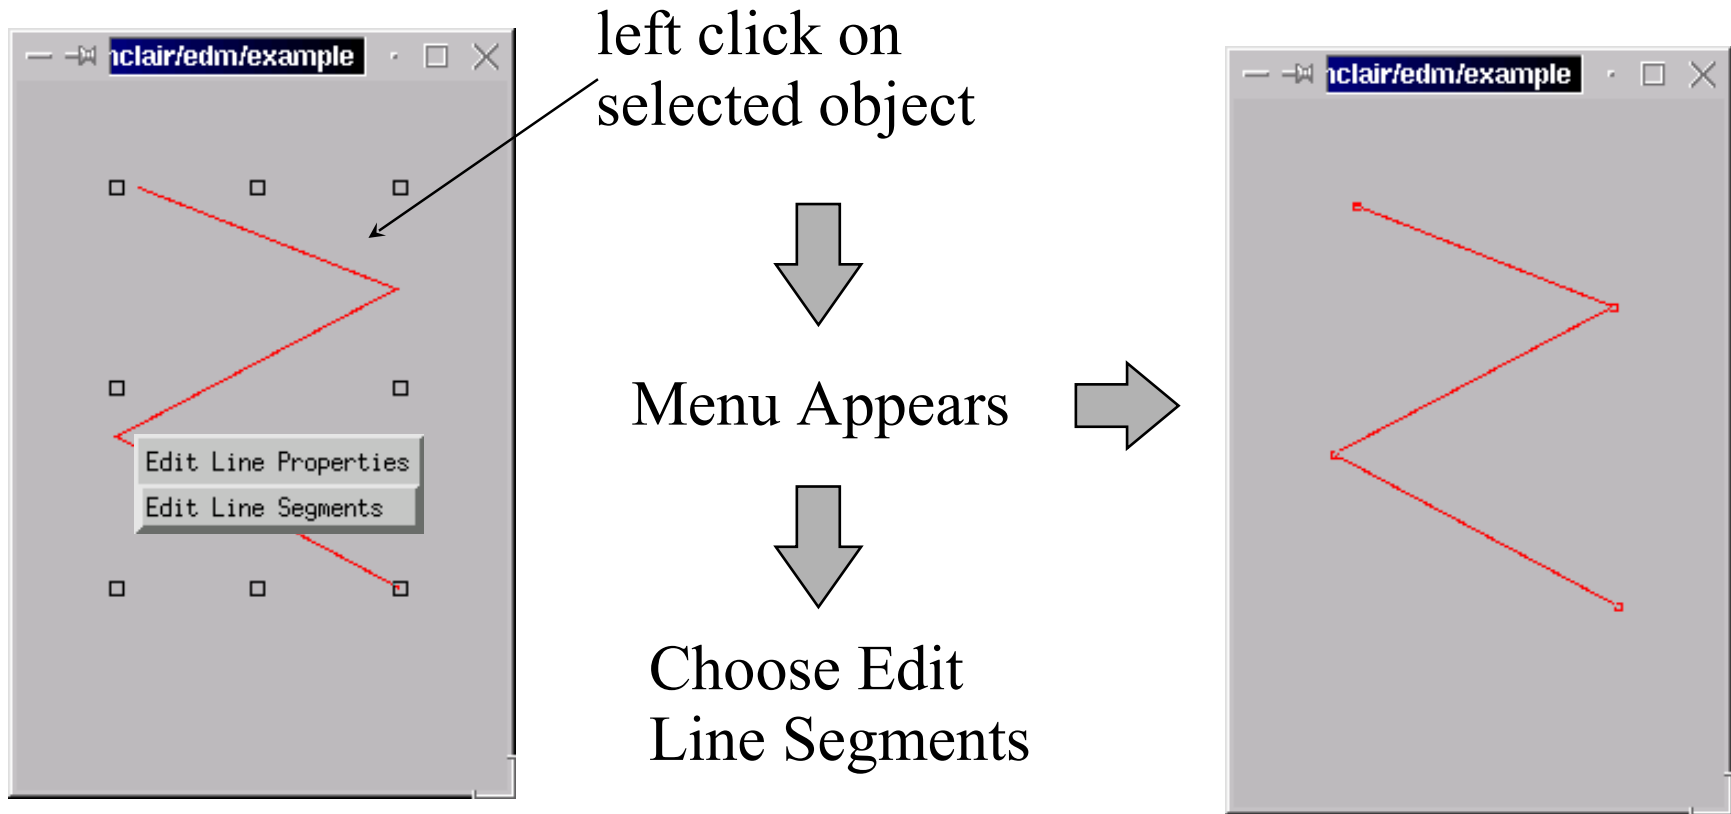 nclair/edm/example
Edit Line Properties
Edit Line Segments
left click on
selected object
Menu Appears
Choose Edit
Line Segments
nclair/edm/example